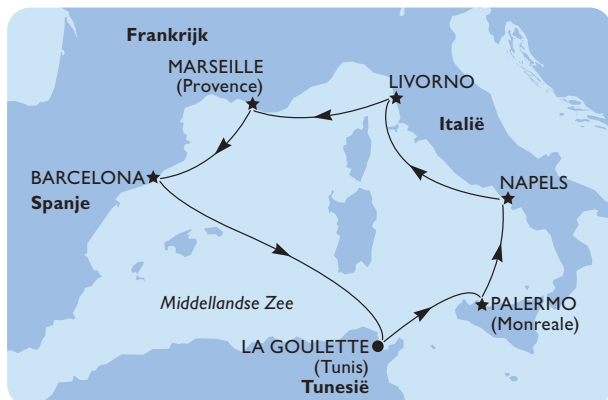 Frankrijk
MARSEILLE
(Provence)
LIVORNO
Italië
BARCELONA
Spanje
NAPELS
Middellandse Zee
PALERMO
(Monreale)
LA GOULETTE
(Tunis)
Tunesië